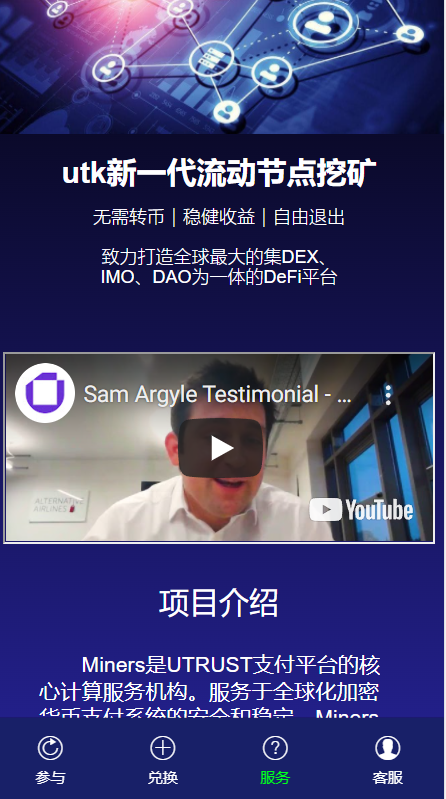 utk新一代流动节点挖矿
无需转币｜稳健收益｜自由退出
致力打造全球最大的集DEX、
IMO、DAO为一体的DeFi平台
Sam Argyle Testimonial - ...
ALTERNATIVE
AIRLINES
YouTube
项目介绍
Miners是UTRUST支付平台的核
心计算服务机构。服务于全球化加密
货币支付系统的安全和稳定。Miners
参与
兑换
服务
客服